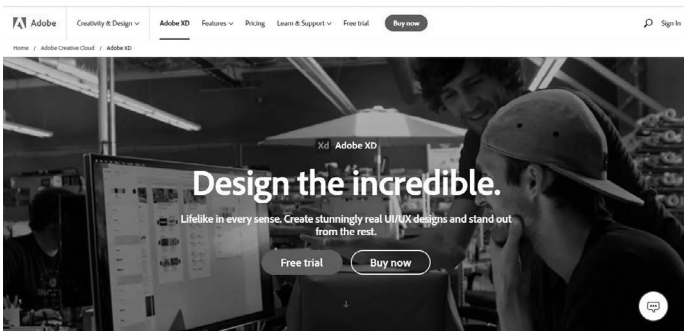 Adobe
Creativity & Design
Adobe XD
Features
Pricing
Learn & Support
Free trial
Buy now
Sign In
Home / Adobe Creative Cloud / Adobe XD
Xd Adobe XD
Design the incredible.
Lifelike in every sense. Create stunningly real UI/UX designs and stand out
from the rest.
Free trial
Buy now